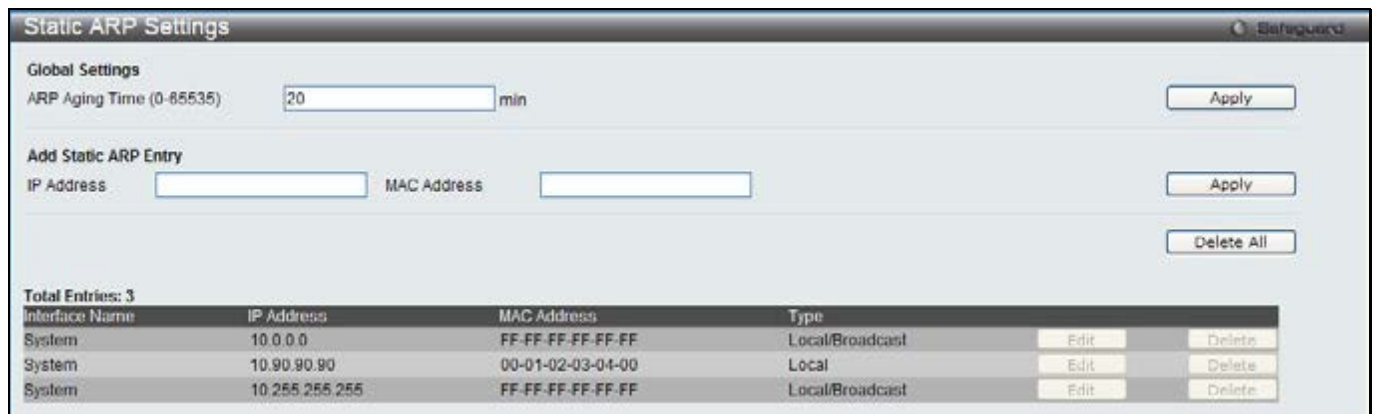 Static ARP Settings
Safeguard
Global Settings
ARP Aging Time (0-65535) 20 min Apply
Add Static ARP Entry
IP Address MAC Address Apply
Delete All
Total Entries: 3
Interface Name IP Address MAC Address Type
System 10.0.0.0 FF-FF-FF-FF-FF-FF Local/Broadcast Edit Delete
System 10.90.90.90 00-01-02-03-04-00 Local Edit Delete
System 10.255.255.255 FF-FF-FF-FF-FF-FF Local/Broadcast Edit Delete